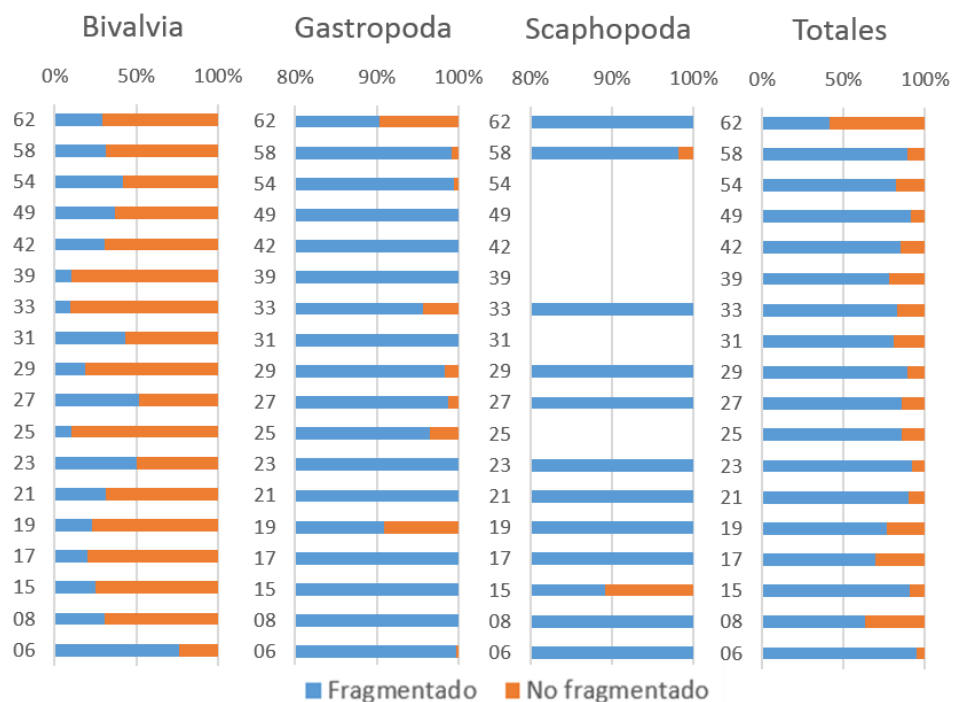 Bivalvia Gastropoda Scaphopoda Totales
0% 50% 100% 80% 90% 100% 80% 90% 100% 0% 50% 100%
62 62 62 62
58 58 58 58
54 54 54 54
49 49 49 49
42 42 42 42
39 39 39 39
33 33 33 33
31 31 31 31
29 29 29 29
27 27 27 27
25 25 25 25
23 23 23 23
21 21 21 21
19 19 19 19
17 17 17 17
15 15 15 15
08 08 08 08
06 06 06 06
Fragmentado No fragmentado